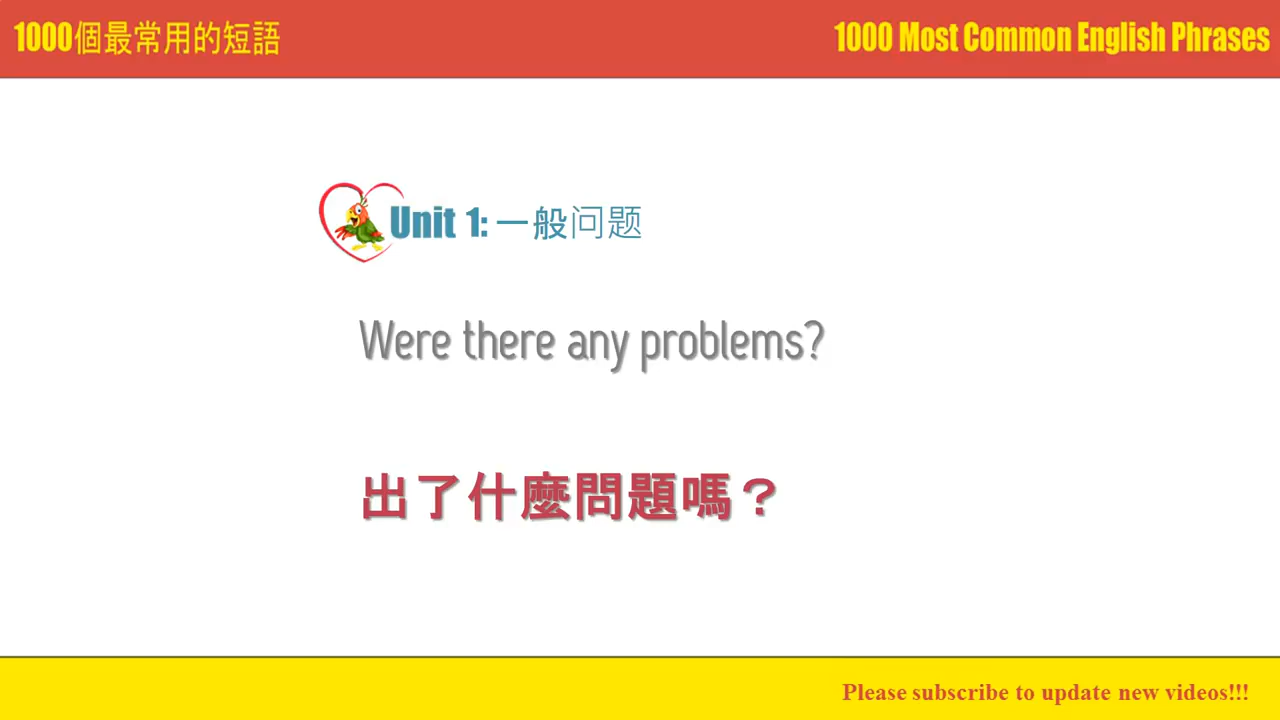 1000個最常用的短語
1000 Most Common English Phrases
Unit 1: 一般问题
Were there any problems?
出了什麼問題嗎？
Please subscribe to update new videos!!!